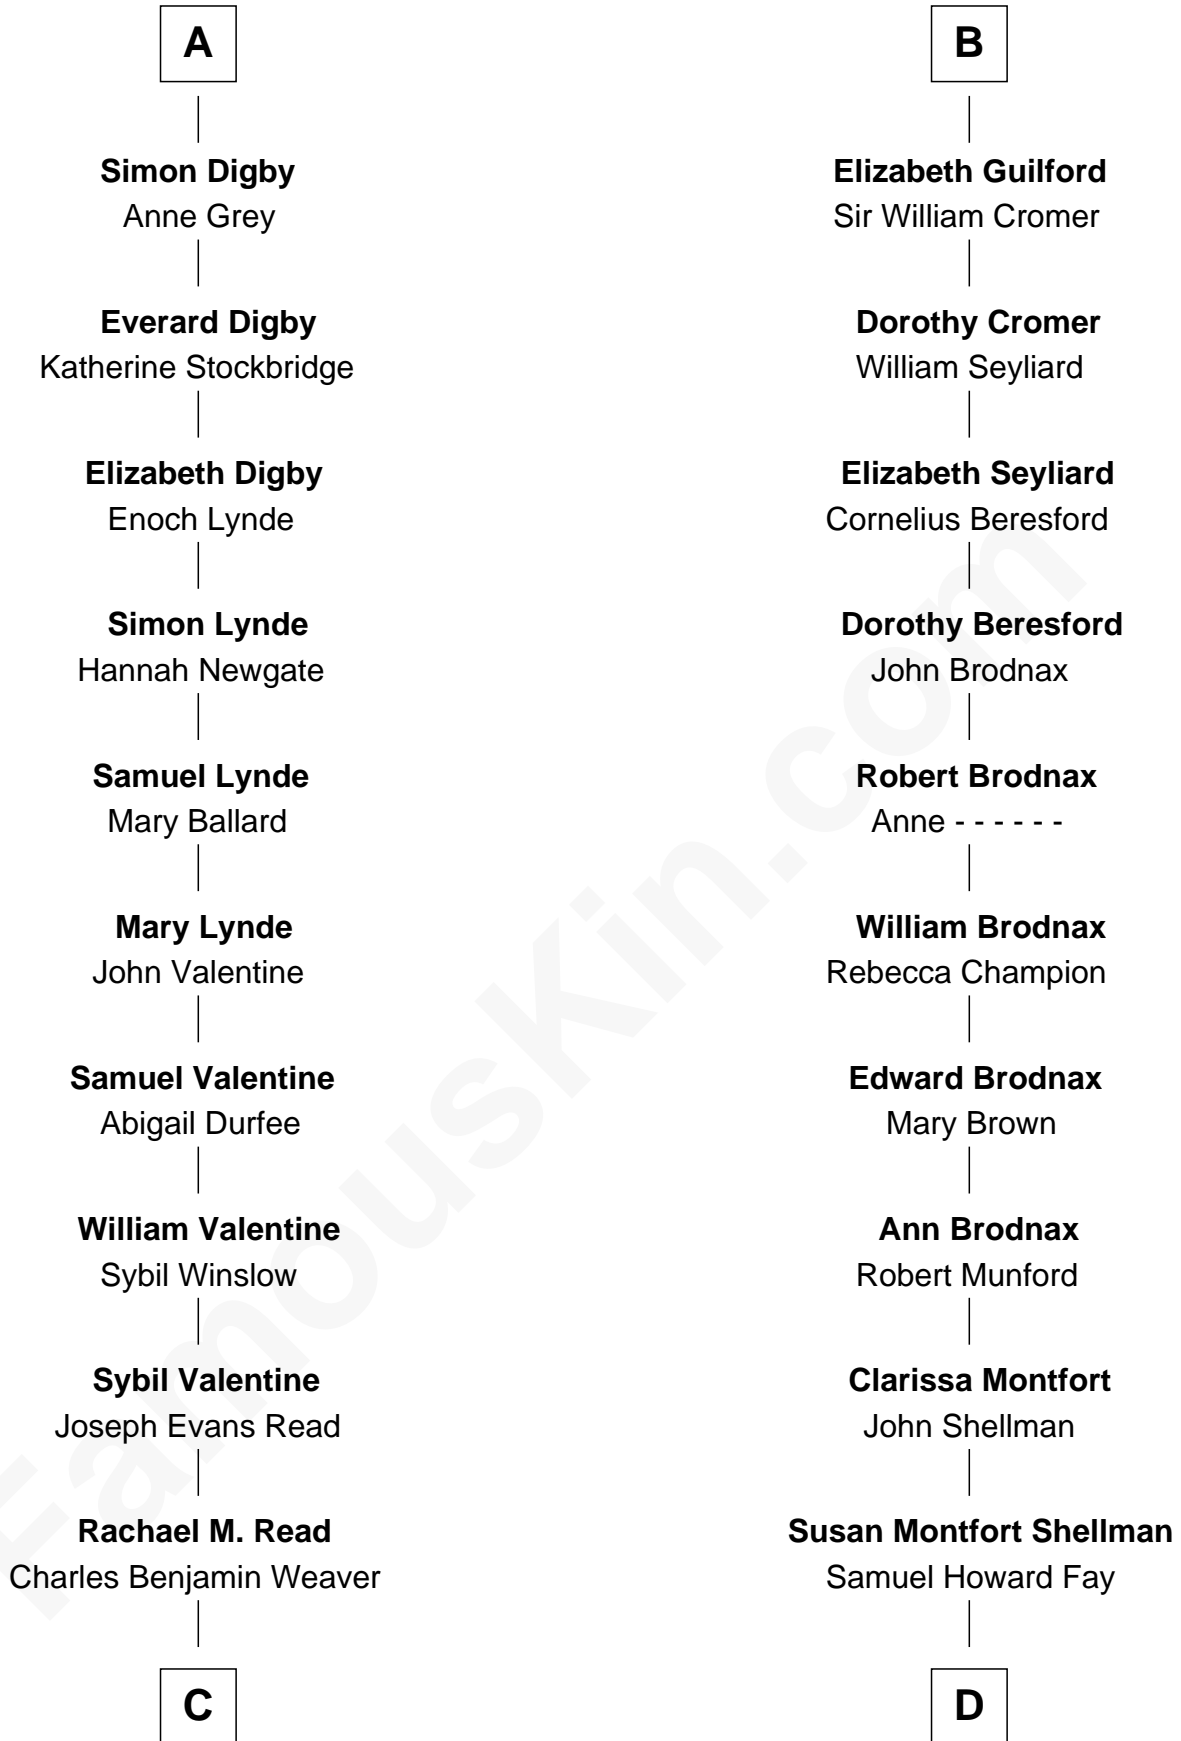 A
Simon Digby
Anne Grey
Everard Digby
Katherine Stockbridge
Elizabeth Digby
Enoch Lynde
Simon Lynde
Hannah Newgate
Samuel Lynde
Mary Ballard
Mary Lynde
John Valentine
Samuel Valentine
Abigail Durfee
William Valentine
Sybil Winslow
Sybil Valentine
Joseph Evans Read
Rachael M. Read
Charles Benjamin Weaver
C
B
Elizabeth Guilford
Sir William Cromer
Dorothy Cromer
William Seyliard
Elizabeth Seyliard
Cornelius Beresford
Dorothy Beresford
John Brodnax
Robert Brodnax
Anne - - - - - -
William Brodnax
Rebecca Champion
Edward Brodnax
Mary Brown
Ann Brodnax
Robert Munford
Clarissa Montfort
John Shellman
Susan Montfort Shellman
Samuel Howard Fay
D
FamousKin.com